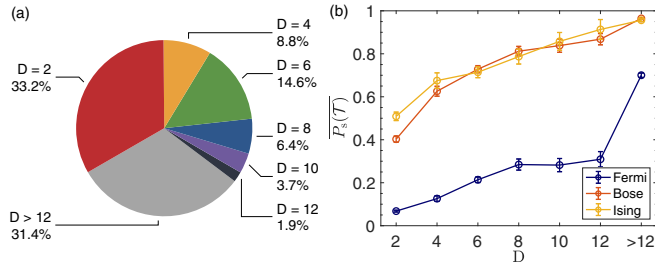 (a)
D = 4
8.8%
D = 6
14.6%
D = 2
33.2%
D = 8
6.4%
D = 10
3.7%
D = 12
1.9%
D > 12
31.4%
(b)
1
0.8
0.6
0.4
0.2
0
P_s(𝒯)
Fermi
Bose
Ising
2 4 6 8 10 12 >12
D